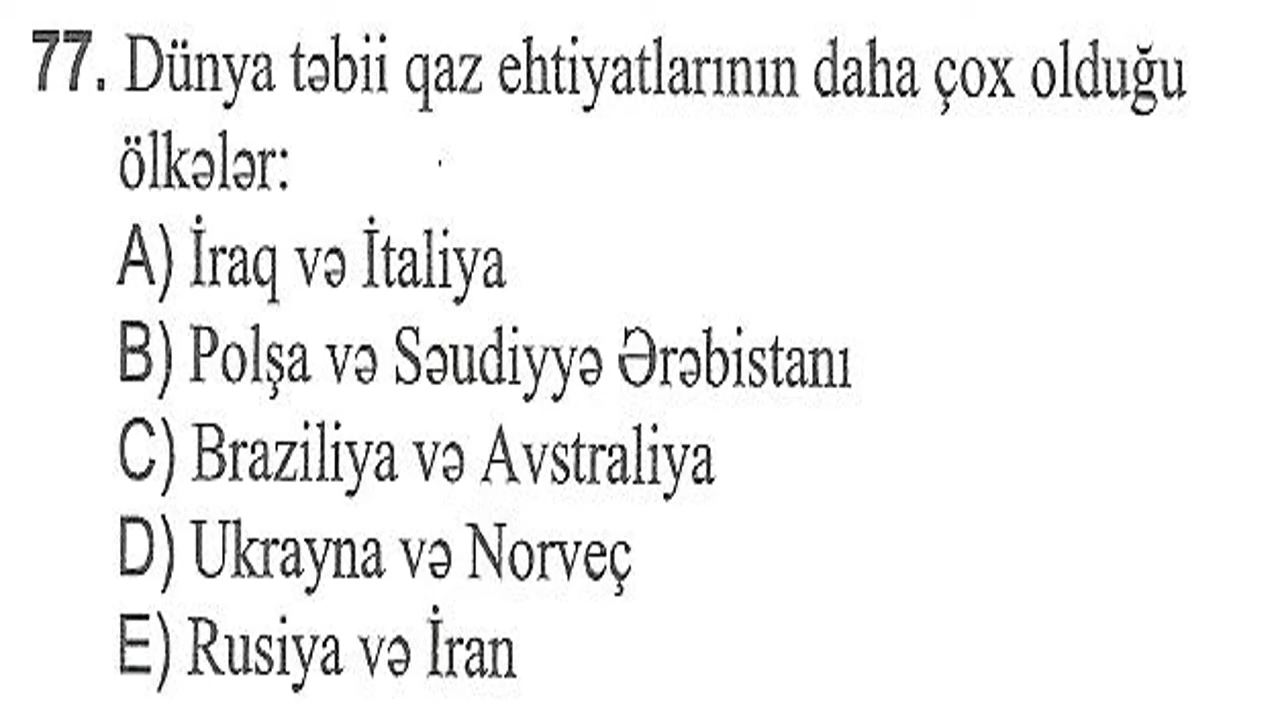 77. Dünya təbii qaz ehtiyatlarının daha çox olduğu
ölkələr:
A) İraq və İtaliya
B) Polşa və Səudiyyə Ərəbistanı
C) Braziliya və Avstraliya
D) Ukrayna və Norveç
E) Rusiya və İran